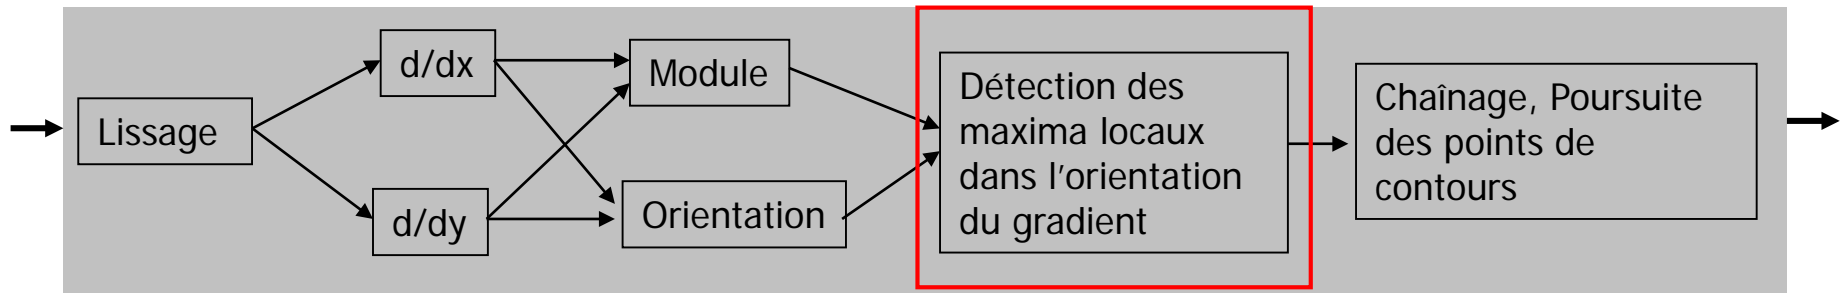 Lissage
d/dx
d/dy
Module
Orientation
Détection des
maxima locaux
dans l'orientation
du gradient
Chaînage, Poursuite
des points de
contours